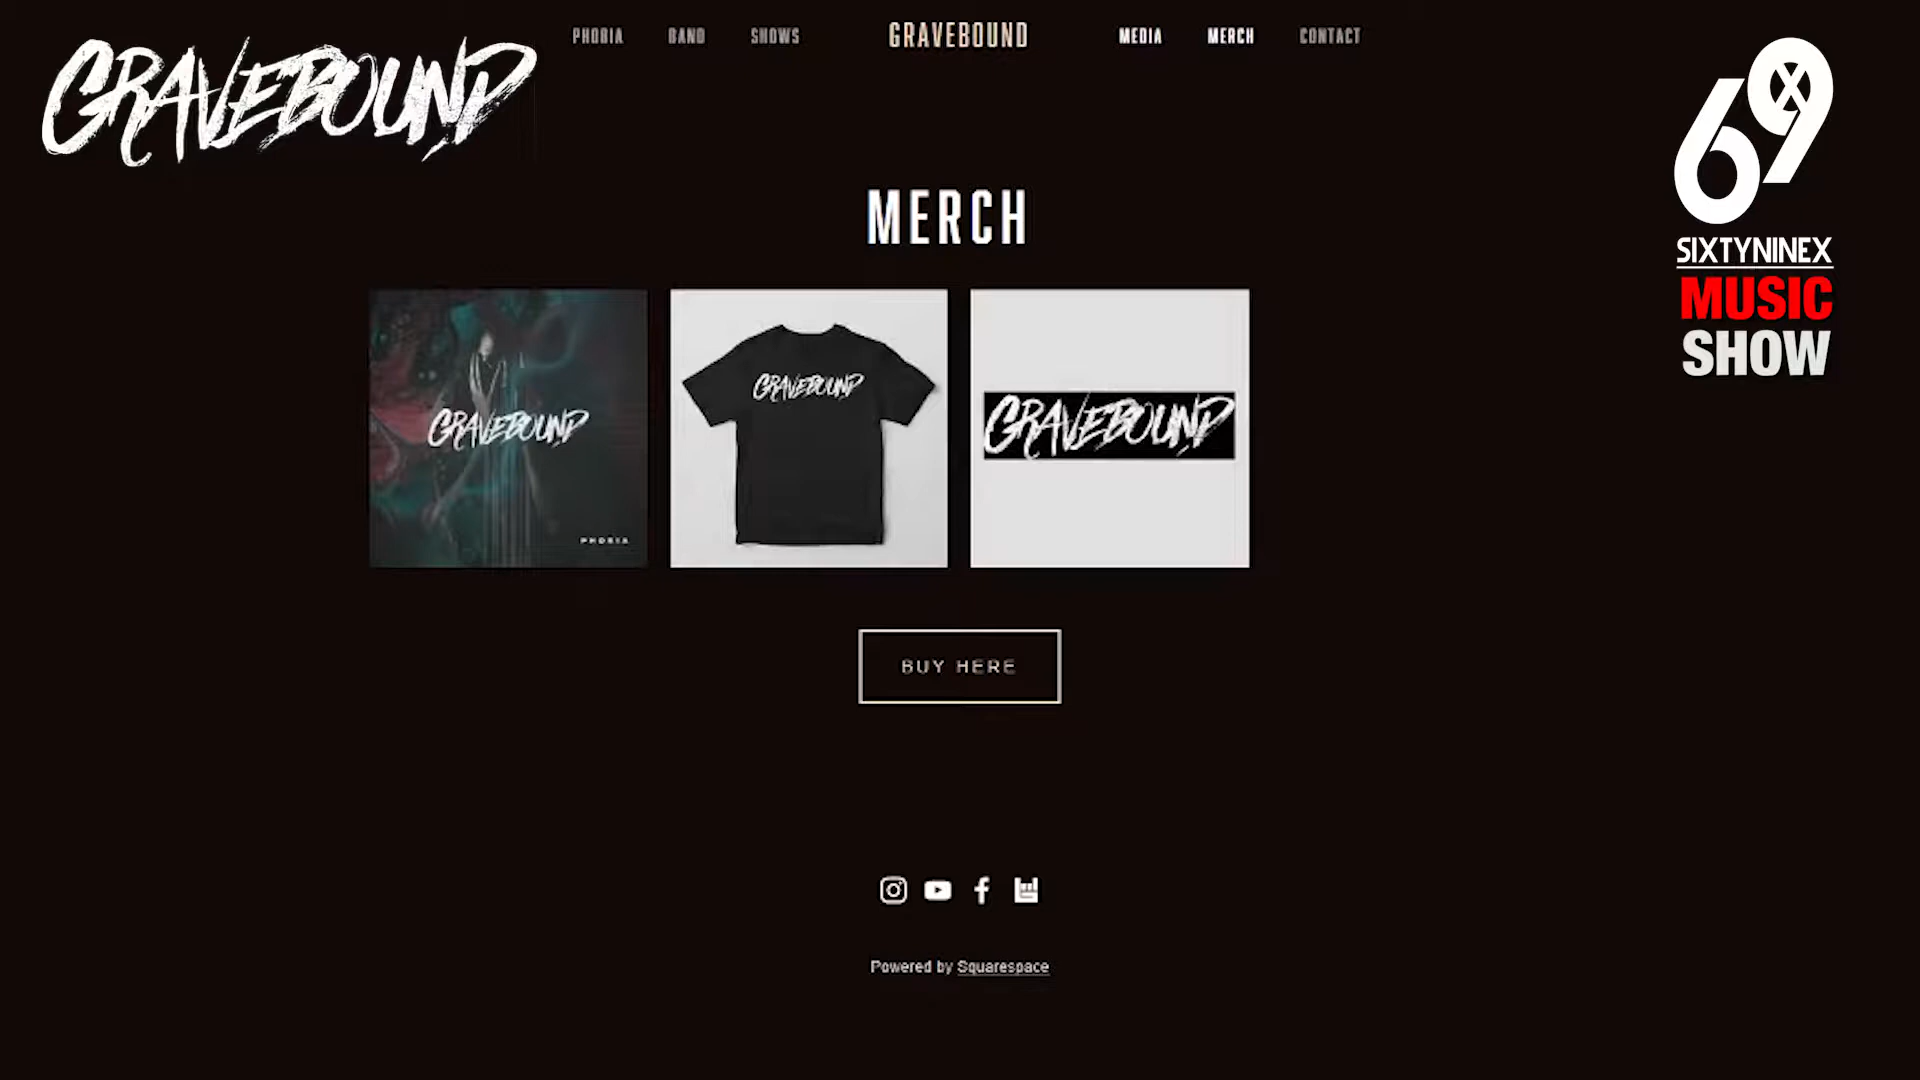 GRAVEBOUND
PHOBIA BAND SHOWS GRAVEBOUND MEDIA MERCH CONTACT
69X
SIXTYNINEX
MUSIC
SHOW
MERCH
GRAVEBOUND
PHOBIA
GRAVEBOUND
GRAVEBOUND
BUY HERE
Powered by Squarespace